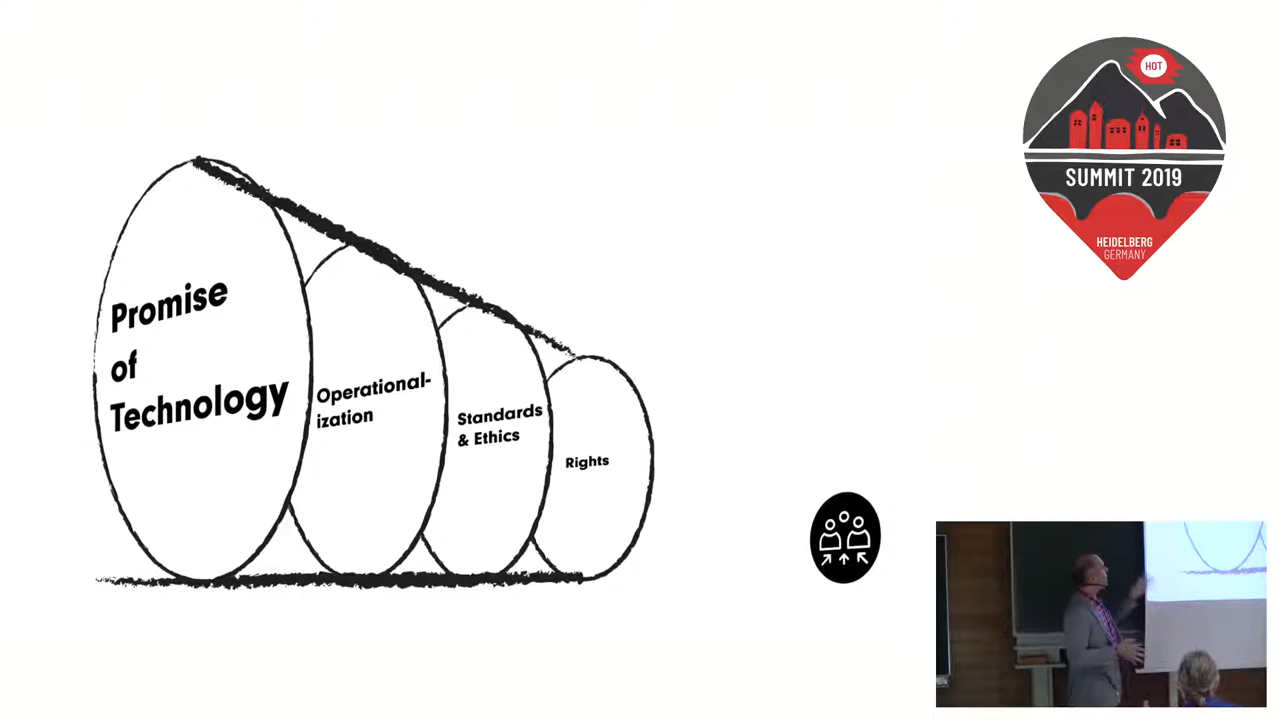 Promise
of
Technology
Operational-
ization
Standards
& Ethics
Rights
HOT
SUMMIT 2019
HEIDELBERG
GERMANY